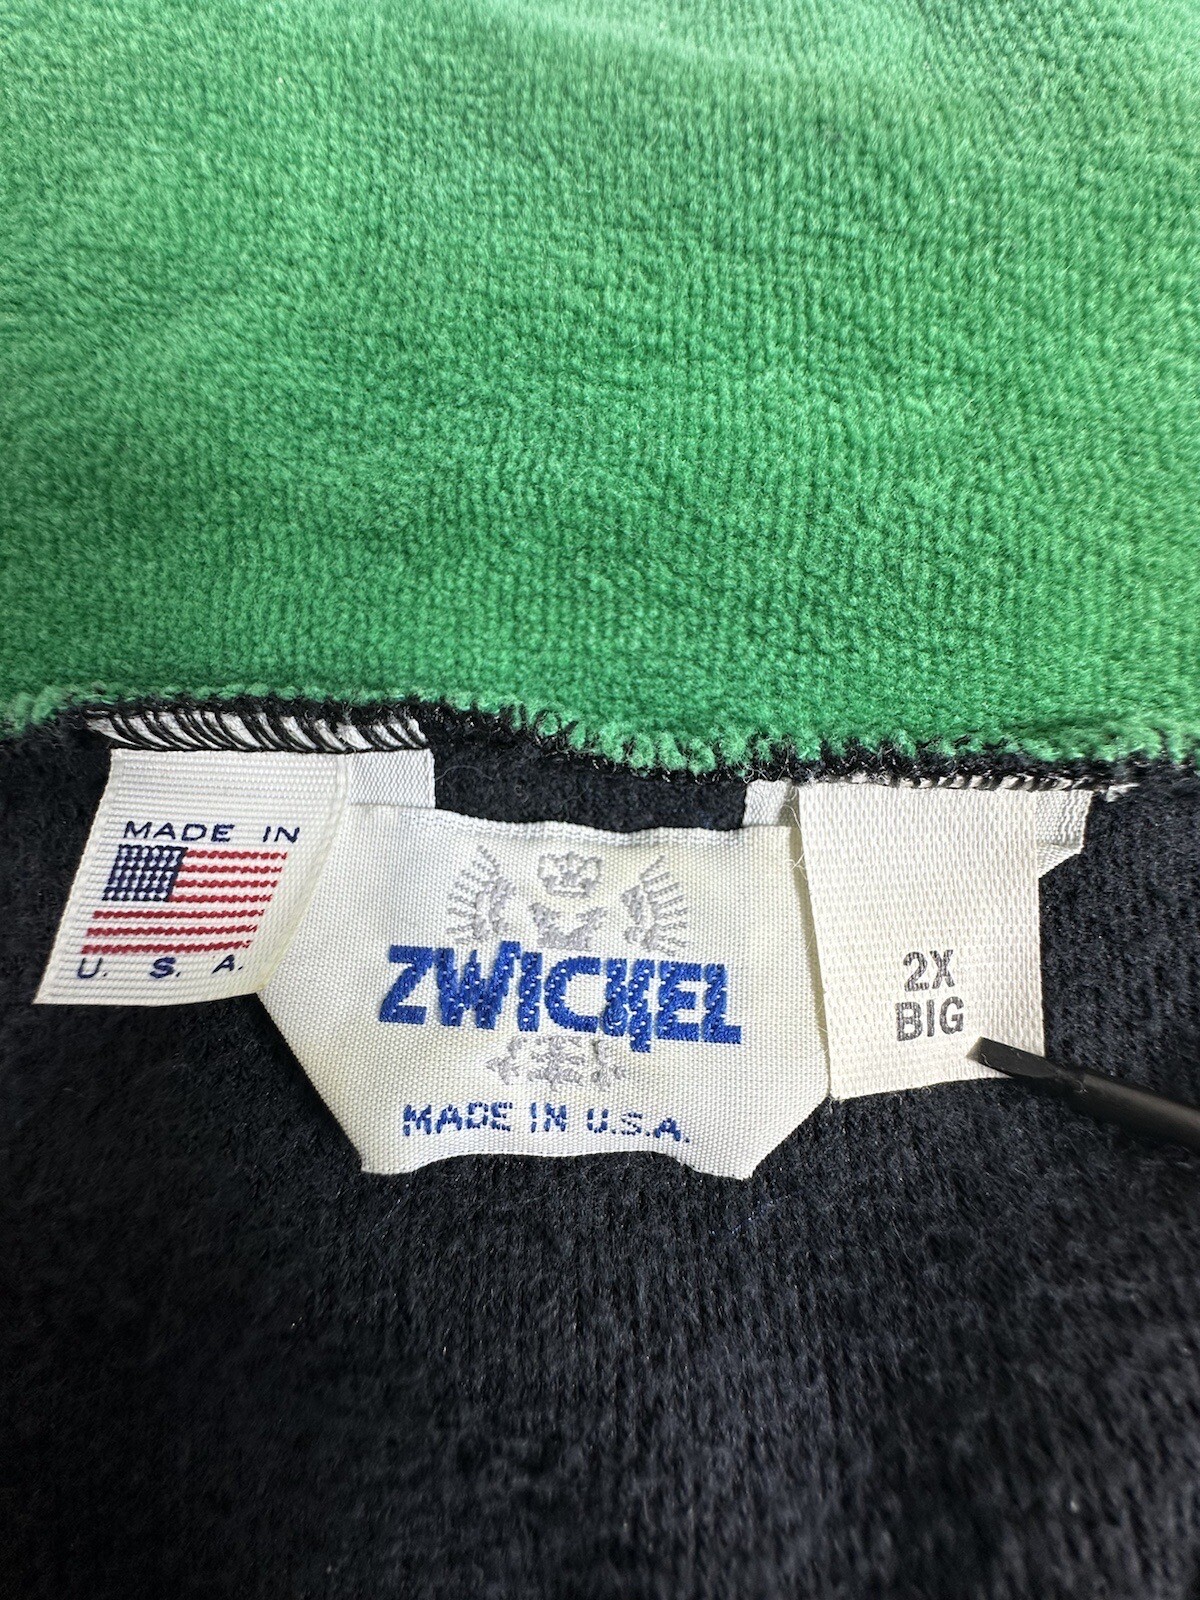 MADE IN
U. S. A.
ZWICKEL
MADE IN U.S.A.
2X
BIG